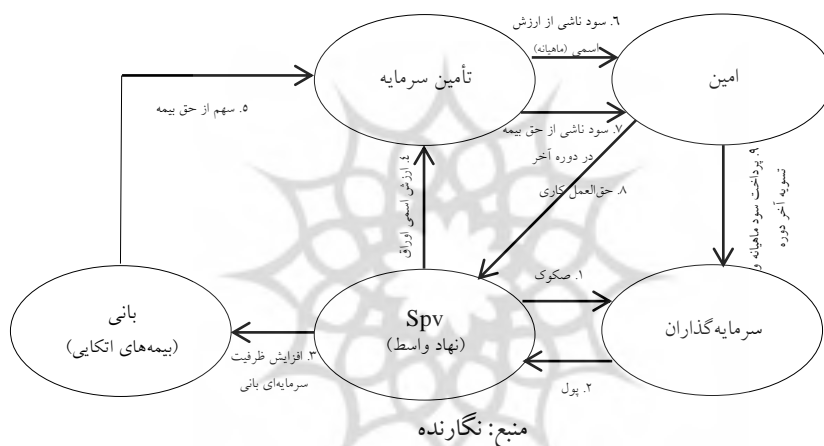 ۶. سود ناشی از ارزش
اسمی (ماهیانه)
تأمین سرمایه
امین
۵. سهم از حق بیمه
۷. سود ناشی از حق بیمه
در دوره آخر
۸. حق‌العمل کاری
۴. ارزش اسمی اوراق
۹. پرداخت سود ماهیانه و
تسویه آخر دوره
۱. صکوک
بانی
(بیمه‌های اتکایی)
Spv
(نهاد واسط)
سرمایه‌گذاران
۳. افزایش ظرفیت
سرمایه‌ای بانی
۲. پول
منبع: نگارنده